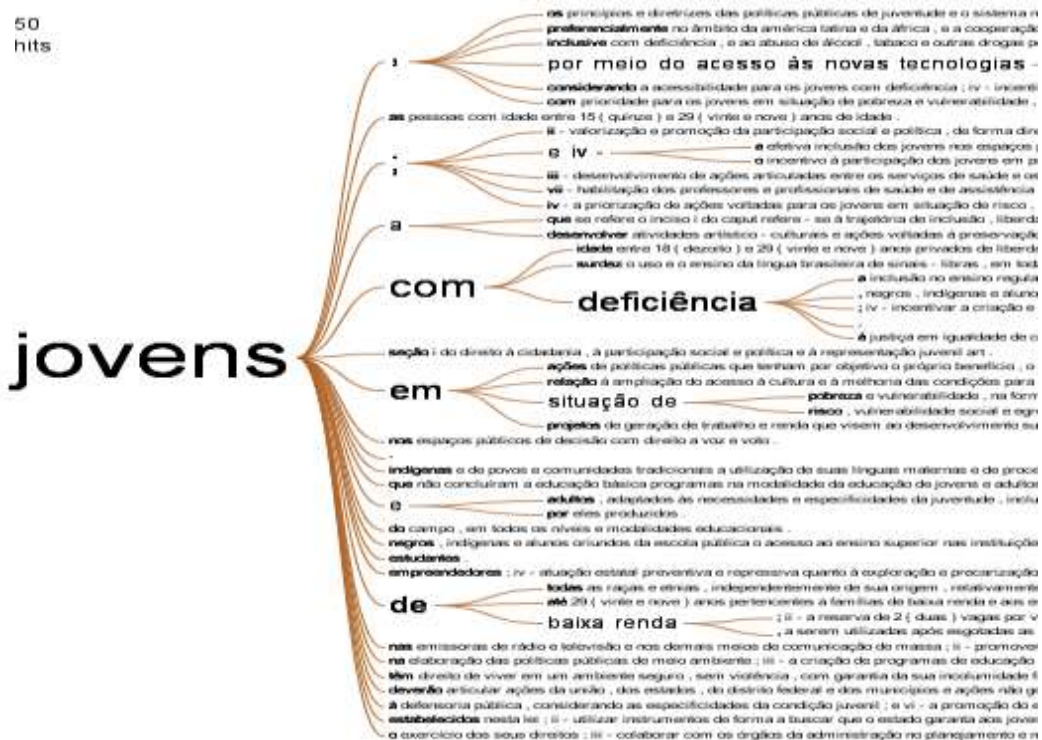 50
hits
jovens
,
os princípios e diretrizes das políticas públicas de juventude e o sistema n
preferencialmente no âmbito da américa latina e da áfrica , e a cooperação
inclusive com deficiência , e ao abuso de álcool , tabaco e outras drogas p
por meio do acesso às novas tecnologias -
considerando a acessibilidade para os jovens com deficiência ; iv - incenti
com prioridade para os jovens em situação de pobreza e vulnerabilidade ,
as pessoas com idade entre 15 ( quinze ) e 29 ( vinte e nove ) anos de idade .
;
ii - valorização e promoção da participação social e política , de forma dire
e iv -
a efetiva inclusão dos jovens nos espaços p
o incentivo à participação dos jovens em p
iii - desenvolvimento de ações articuladas entre os serviços de saúde e os
vii - habilitação dos professores e profissionais de saúde e de assistência
iv - a priorização de ações voltadas para os jovens em situação de risco ,
a
que se refere o inciso i do caput refere - se à trajetória de inclusão , liberda
desenvolver atividades artístico - culturais e ações voltadas à preservação
com
idade entre 18 ( dezoito ) e 29 ( vinte e nove ) anos privados de liberda
surdez o uso e o ensino da língua brasileira de sinais - libras , em tod
deficiência
a inclusão no ensino regula
, negros , indígenas e aluno
; iv - incentivar a criação e
.
à justiça em igualdade de c
seção i do direito à cidadania , à participação social e política e à representação juvenil art .
em
ações de políticas públicas que tenham por objetivo o próprio benefício , o
relação à ampliação do acesso à cultura e à melhoria das condições para
situação de
pobreza e vulnerabilidade , na form
risco , vulnerabilidade social e egre
projetos de geração de trabalho e renda que visem ao desenvolvimento su
nos espaços públicos de decisão com direito a voz e voto .
.
indígenas e de povos e comunidades tradicionais a utilização de suas línguas maternas e de proce
que não concluíram a educação básica programas na modalidade da educação de jovens e adultos
e
adultos , adaptados às necessidades e especificidades da juventude , inclu
por eles produzidos .
do campo , em todos os níveis e modalidades educacionais .
negros , indígenas e alunos oriundos da escola pública o acesso ao ensino superior nas instituiçõe
estudantes .
empreendedores ; iv - atuação estatal preventiva e repressiva quanto à exploração e precarização
de
todas as raças e etnias , independentemente de sua origem , relativamente
até 29 ( vinte e nove ) anos pertencentes a famílias de baixa renda e aos es
baixa renda
; ii - a reserva de 2 ( duas ) vagas por v
, a serem utilizadas após esgotadas as
nas emissoras de rádio e televisão e nos demais meios de comunicação de massa ; ii - promover
na elaboração das políticas públicas de meio ambiente ; iii - a criação de programas de educação
têm direito de viver em um ambiente seguro , sem violência , com garantia da sua incolumidade f
deverão articular ações da união , dos estados , do distrito federal e dos municípios e ações não go
à defensoria pública , considerando as especificidades da condição juvenil ; e vi - a promoção do e
estabelecidos nesta lei ; ii - utilizar instrumentos de forma a buscar que o estado garanta aos jove
o exercício dos seus direitos ; iii - colaborar com os órgãos da administração no planejamento e n